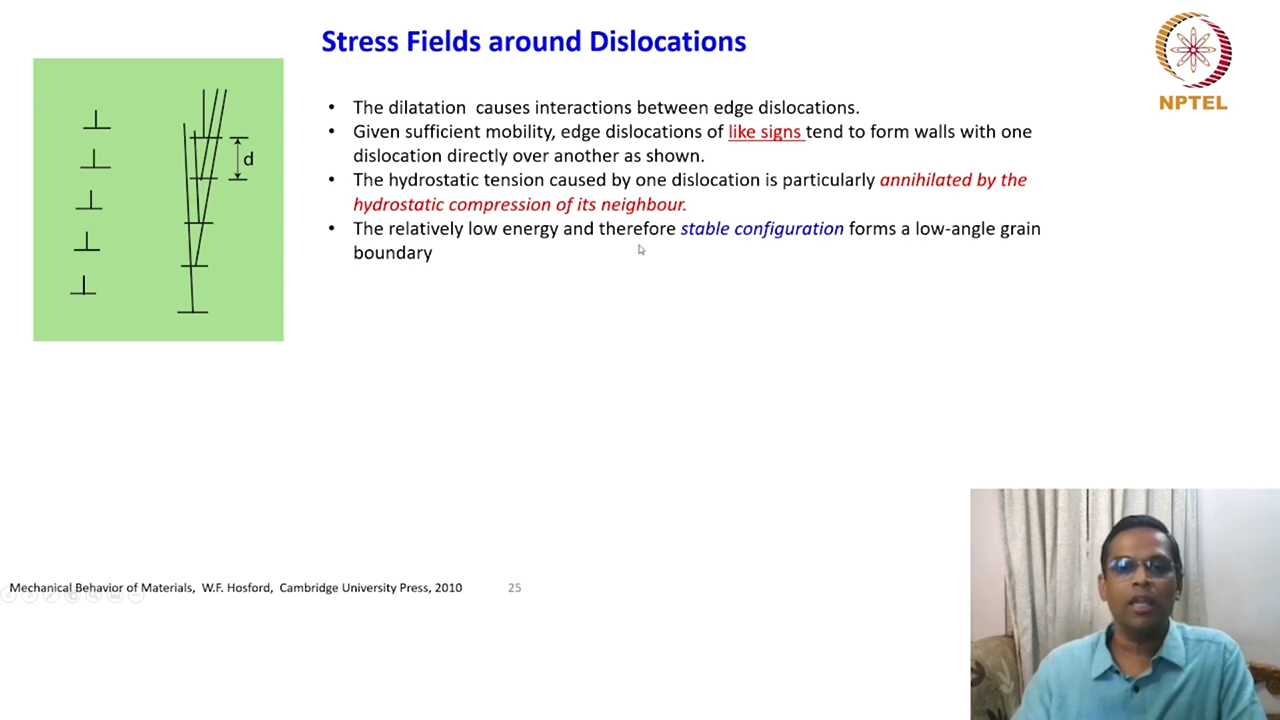 Stress Fields around Dislocations
NPTEL
d
• The dilatation causes interactions between edge dislocations.
• Given sufficient mobility, edge dislocations of like signs tend to form walls with one
dislocation directly over another as shown.
• The hydrostatic tension caused by one dislocation is particularly annihilated by the
hydrostatic compression of its neighbour.
• The relatively low energy and therefore stable configuration forms a low-angle grain
boundary
Mechanical Behavior of Materials, W.F. Hosford, Cambridge University Press, 2010
25